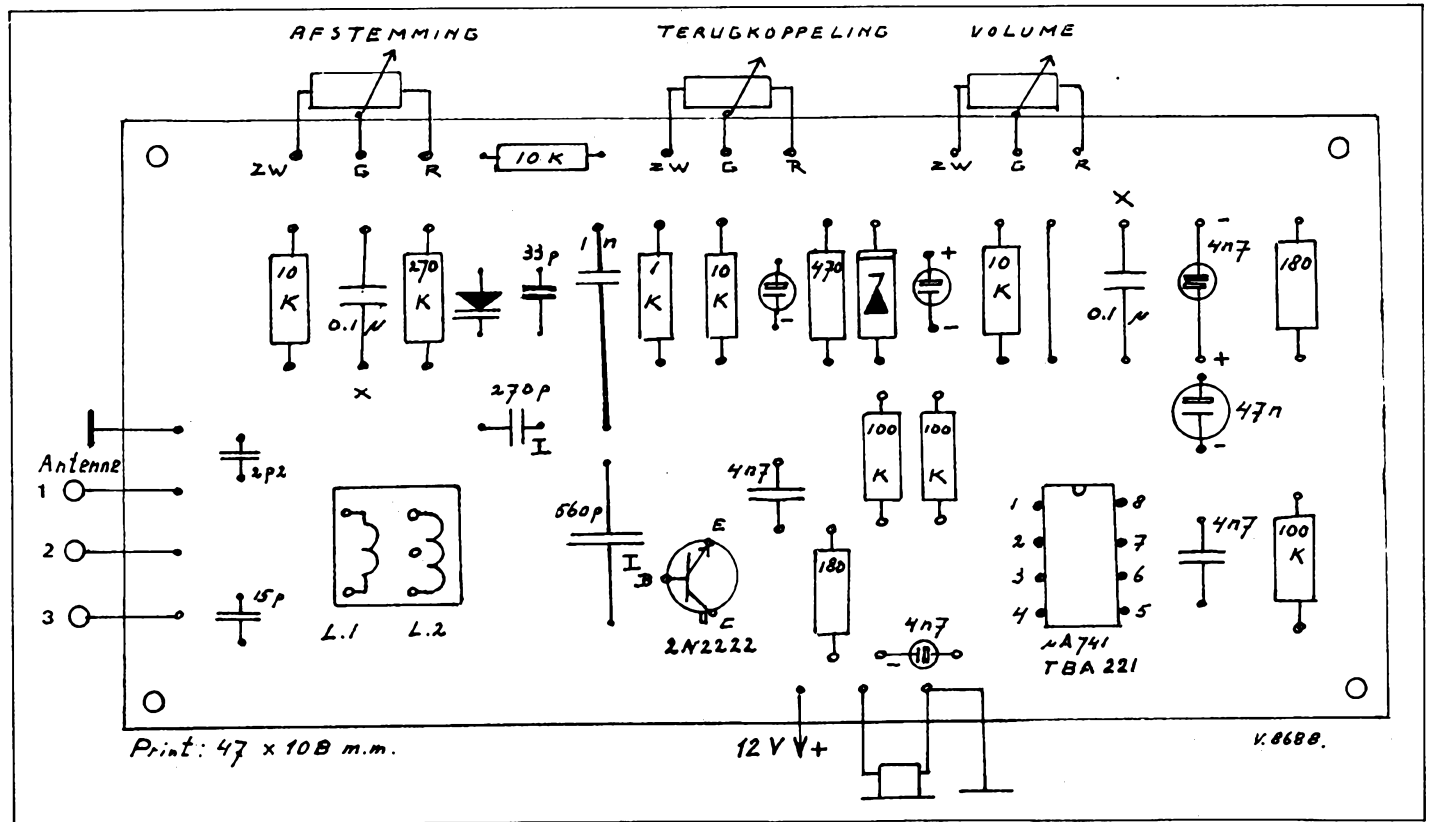 AFSTEMMING
TERUGKOPPELING
VOLUME
ZW G R
10 K
ZW G R
ZW G R
X
10 K
0.1 µ
X
270 K
33p
1 n
1 K
10 K
-
470
+
-
10 K
0.1 µ
-
4n7
+
180
270p
I
100 K
100 K
47n
-
Antenne
1
2
3
2p2
15p
L.1 L.2
560p
I
4n7
E
B
C
2N2222
180
4n7
-
1 8
2 7
3 6
4 5
µA741
TBA 221
4n7
100 K
Print: 47 x 108 m.m.
12 V +
V.8688.